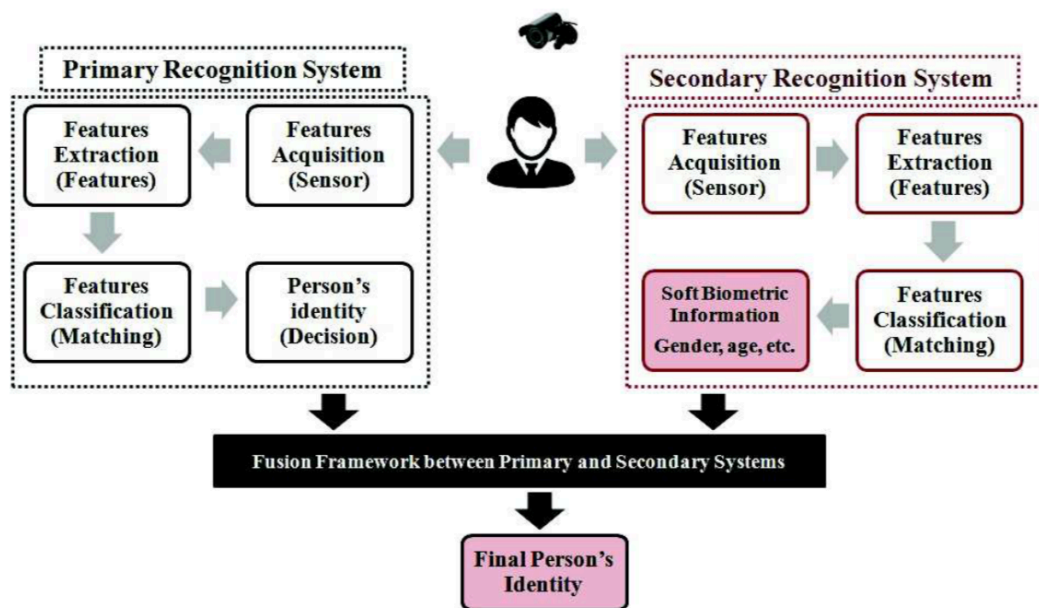 Primary Recognition System
Features
Extraction
(Features)
Features
Acquisition
(Sensor)
Features
Classification
(Matching)
Person's
identity
(Decision)
Secondary Recognition System
Features
Acquisition
(Sensor)
Features
Extraction
(Features)
Soft Biometric
Information
Gender, age, etc.
Features
Classification
(Matching)
Fusion Framework between Primary and Secondary Systems
Final Person's
Identity